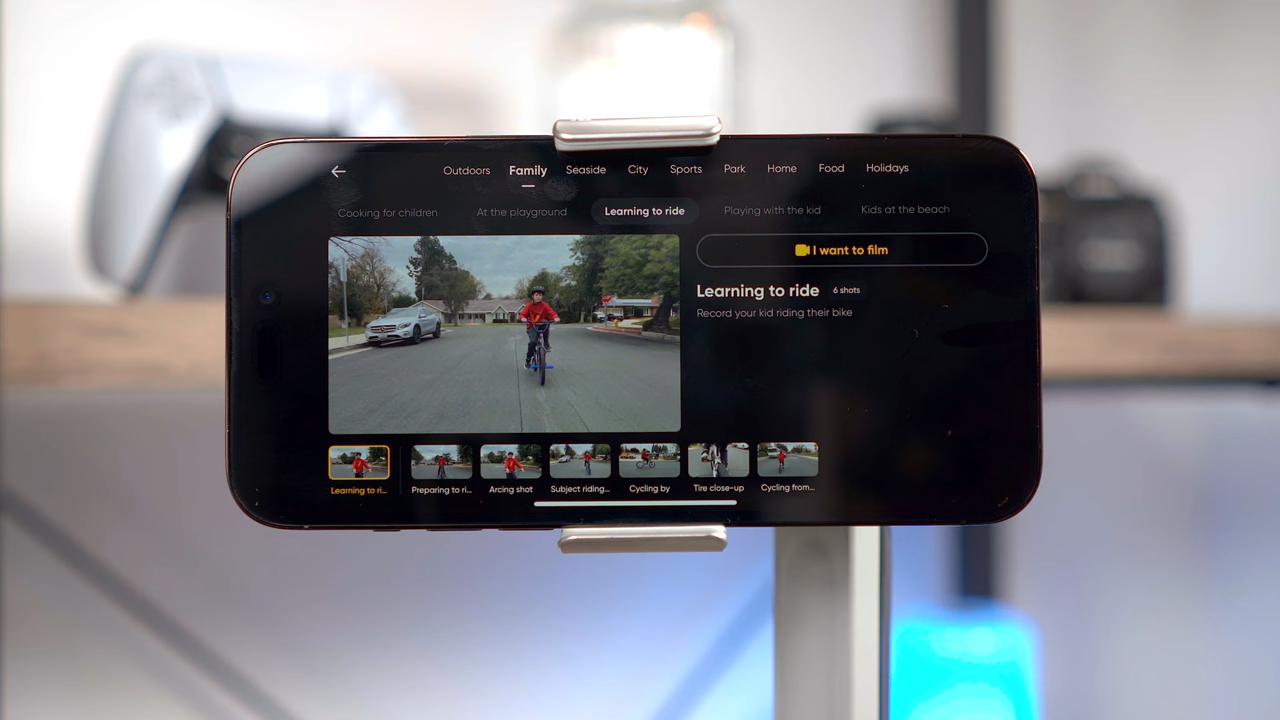 Outdoors Family Seaside City Sports Park Home Food Holidays
Cooking for children At the playground Learning to ride Playing with the kid Kids at the beach
I want to film
Learning to ride 6 shots
Record your kid riding their bike
Learning to ri... Preparing to ri... Arcing shot Subject riding... Cycling by Tire close-up Cycling from...